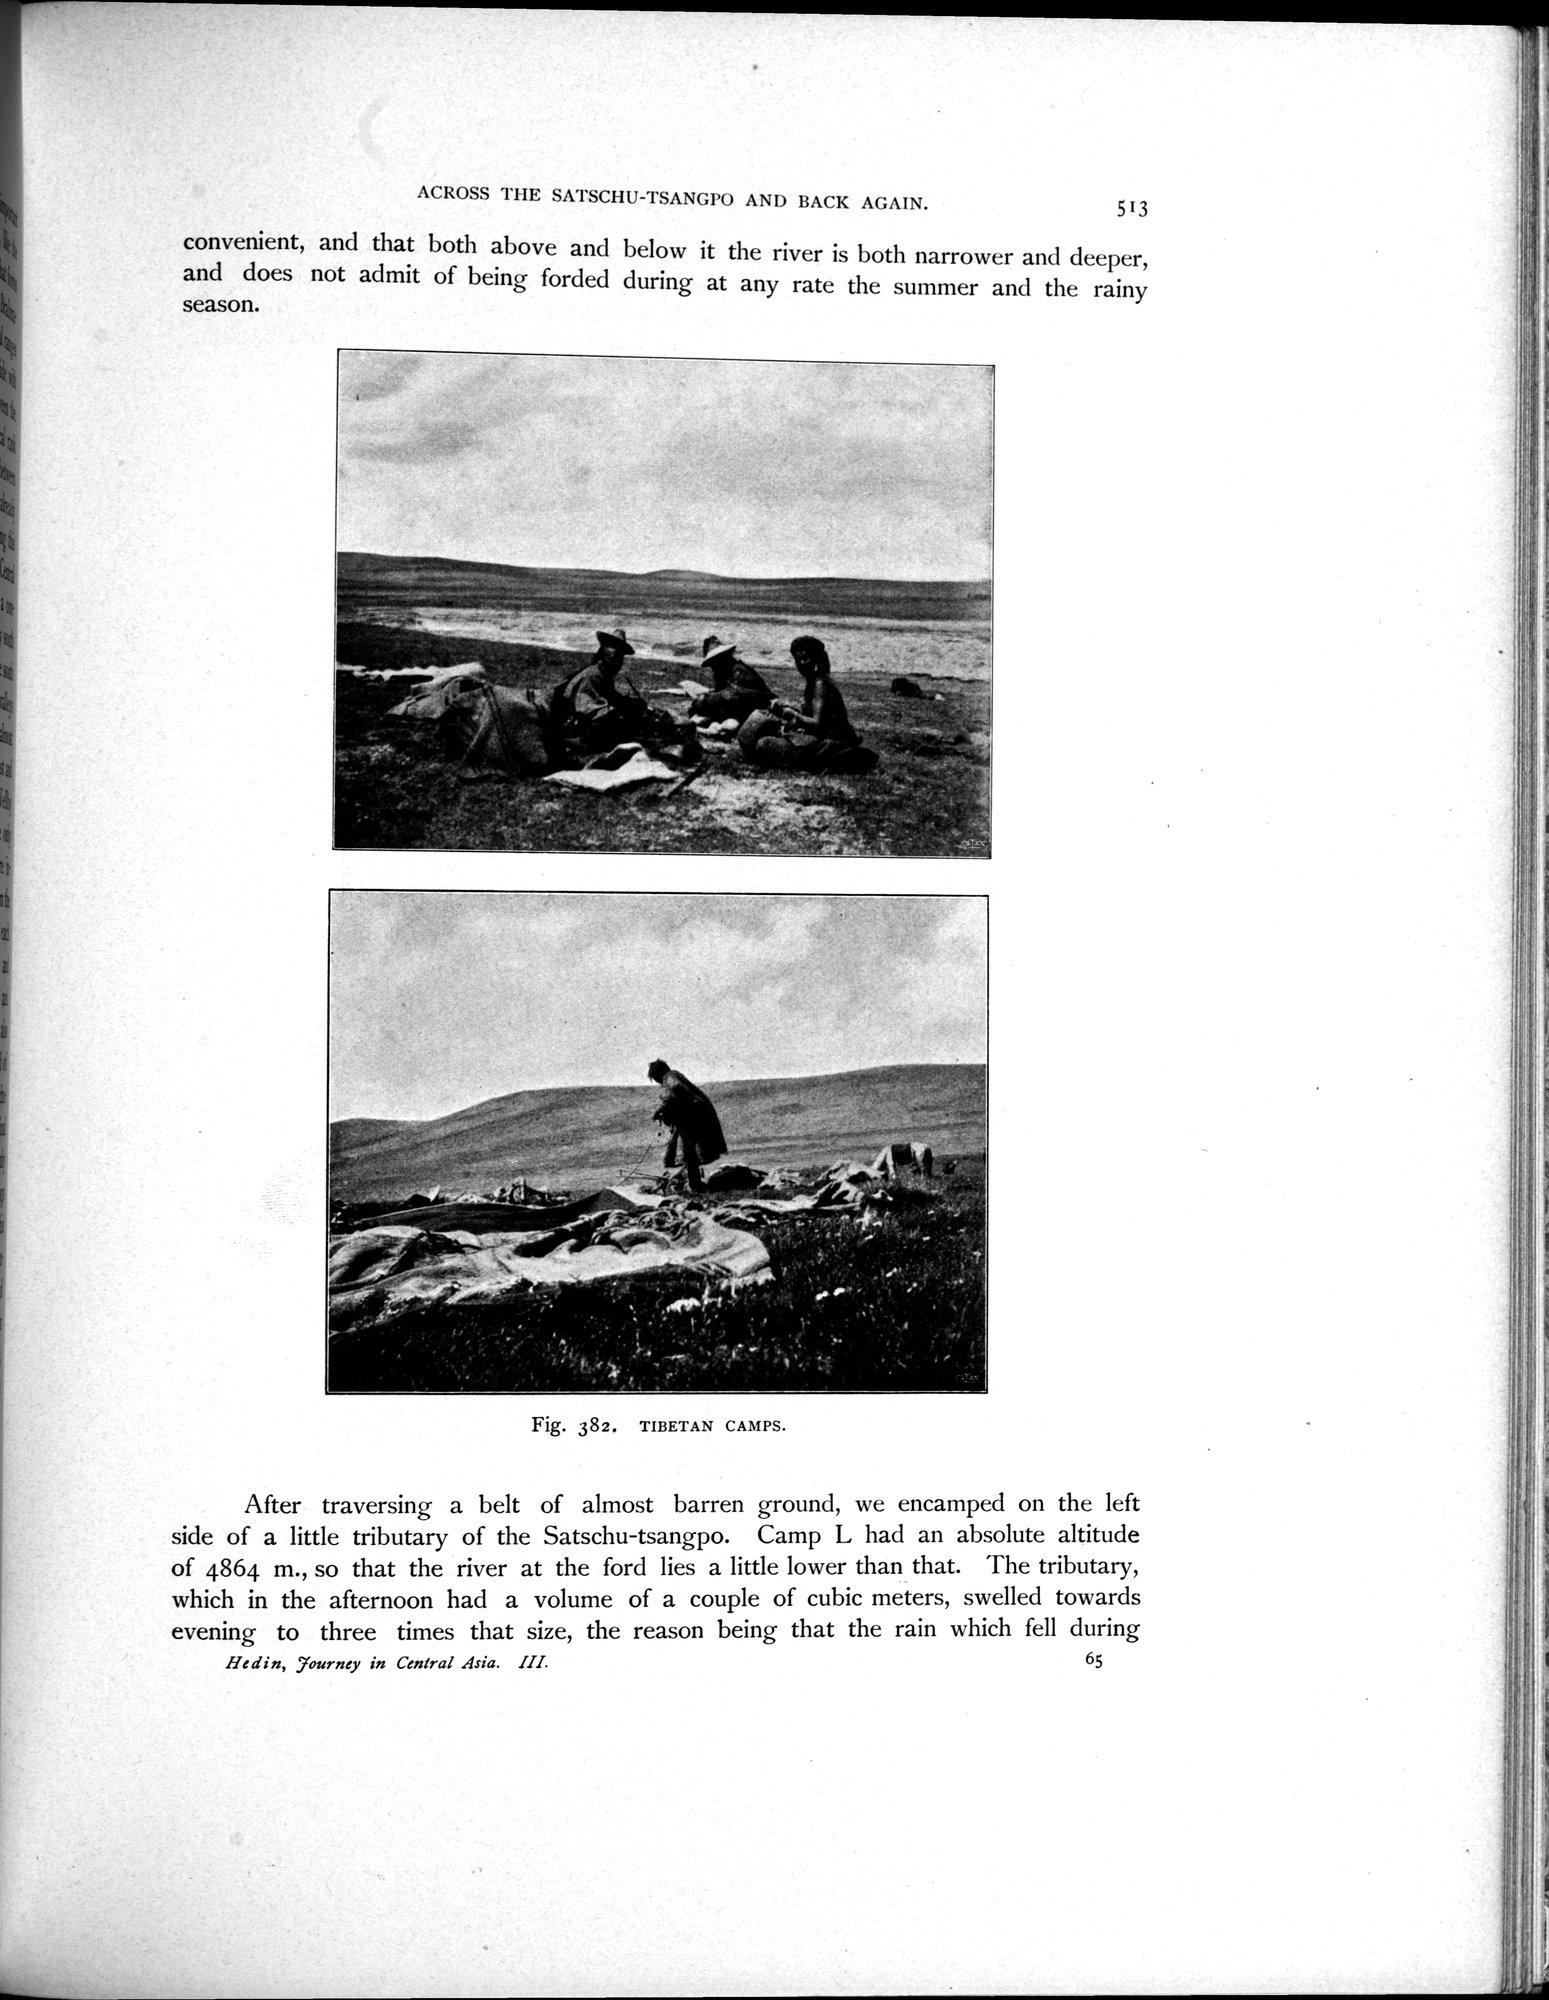 ACROSS THE SATSCHU-TSANGPO AND BACK AGAIN. 513
convenient, and that both above and below it the river is both narrower and deeper,
and does not admit of being forded during at any rate the summer and the rainy
season.
Fig. 382. TIBETAN CAMPS.
After traversing a belt of almost barren ground, we encamped on the left
side of a little tributary of the Satschu-tsangpo. Camp L had an absolute altitude
of 4864 m., so that the river at the ford lies a little lower than that. The tributary,
which in the afternoon had a volume of a couple of cubic meters, swelled towards
evening to three times that size, the reason being that the rain which fell during
Hedin, Journey in Central Asia. III. 65